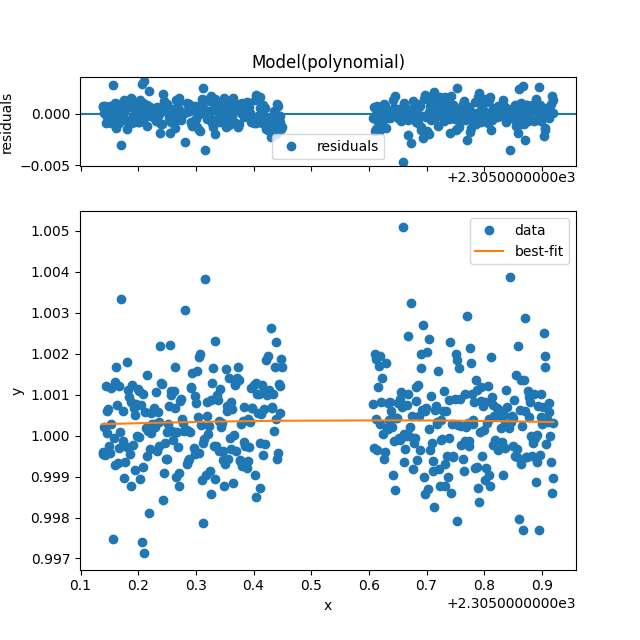 Model(polynomial)
residuals
0.000
−0.005
residuals
+2.3050000000e3
y
1.005
1.004
1.003
1.002
1.001
1.000
0.999
0.998
0.997
data
best-fit
0.1 0.2 0.3 0.4 0.5 0.6 0.7 0.8 0.9
x
+2.3050000000e3